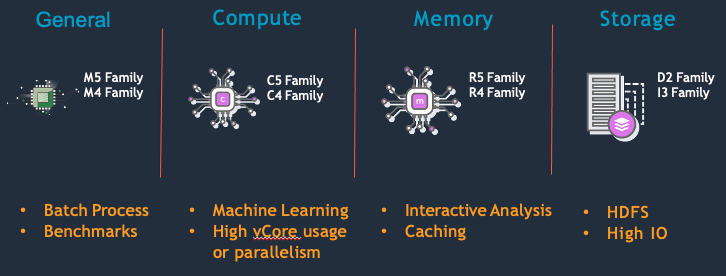 General
M5 Family
M4 Family
• Batch Process
• Benchmarks
Compute
C
C5 Family
C4 Family
• Machine Learning
• High vCore usage
or parallelism
Memory
m
R5 Family
R4 Family
• Interactive Analysis
• Caching
Storage
D2 Family
I3 Family
• HDFS
• High IO